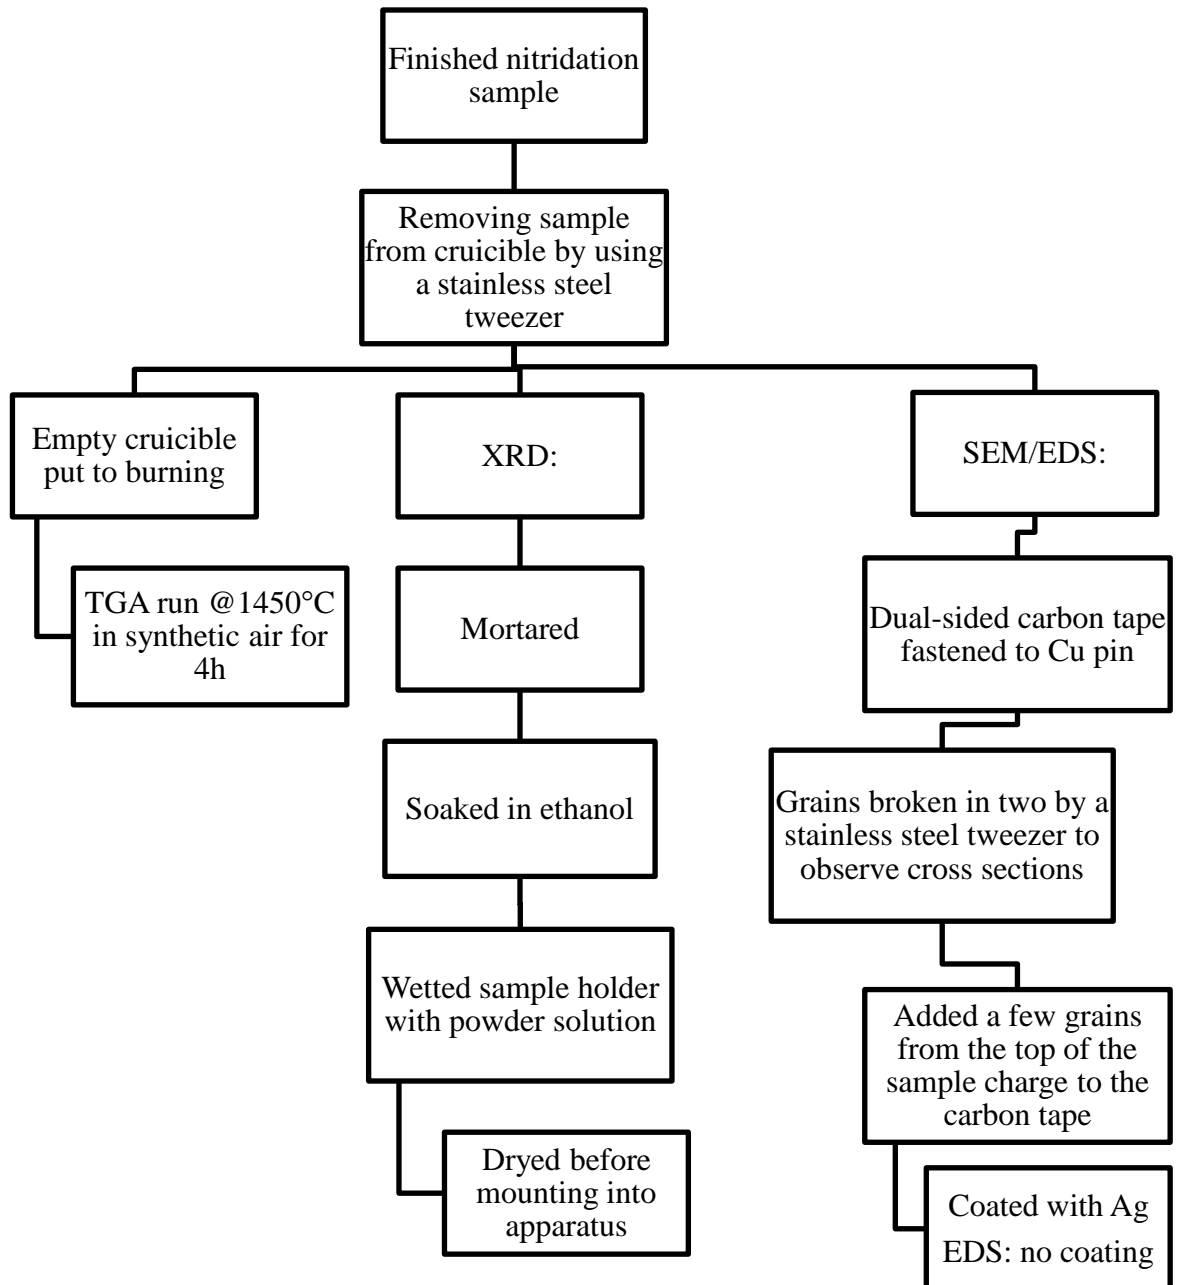 Finished nitridation
sample
Removing sample
from cruicible by using
a stainless steel
tweezer
Empty cruicible
put to burning
TGA run @1450°C
in synthetic air for
4h
XRD:
Mortared
Soaked in ethanol
Wetted sample holder
with powder solution
Dryed before
mounting into
apparatus
SEM/EDS:
Dual-sided carbon tape
fastened to Cu pin
Grains broken in two by a
stainless steel tweezer to
observe cross sections
Added a few grains
from the top of the
sample charge to the
carbon tape
Coated with Ag
EDS: no coating